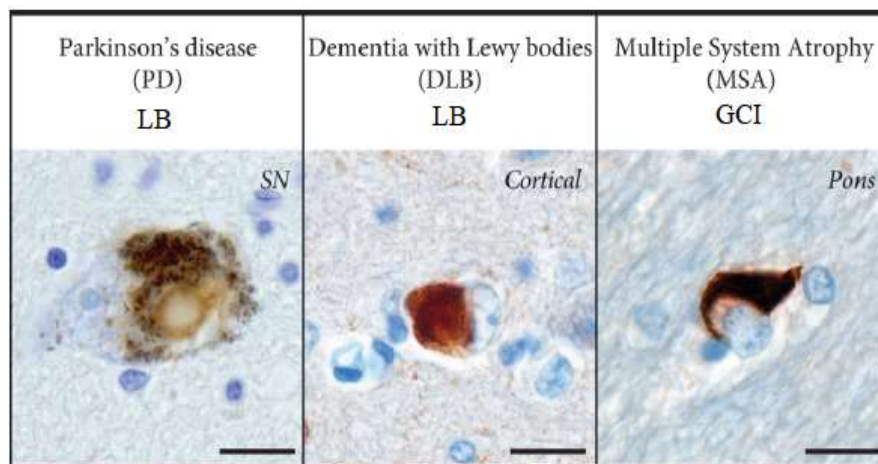 Parkinson's disease
(PD)
LB
SN
Dementia with Lewy bodies
(DLB)
LB
Cortical
Multiple System Atrophy
(MSA)
GCI
Pons